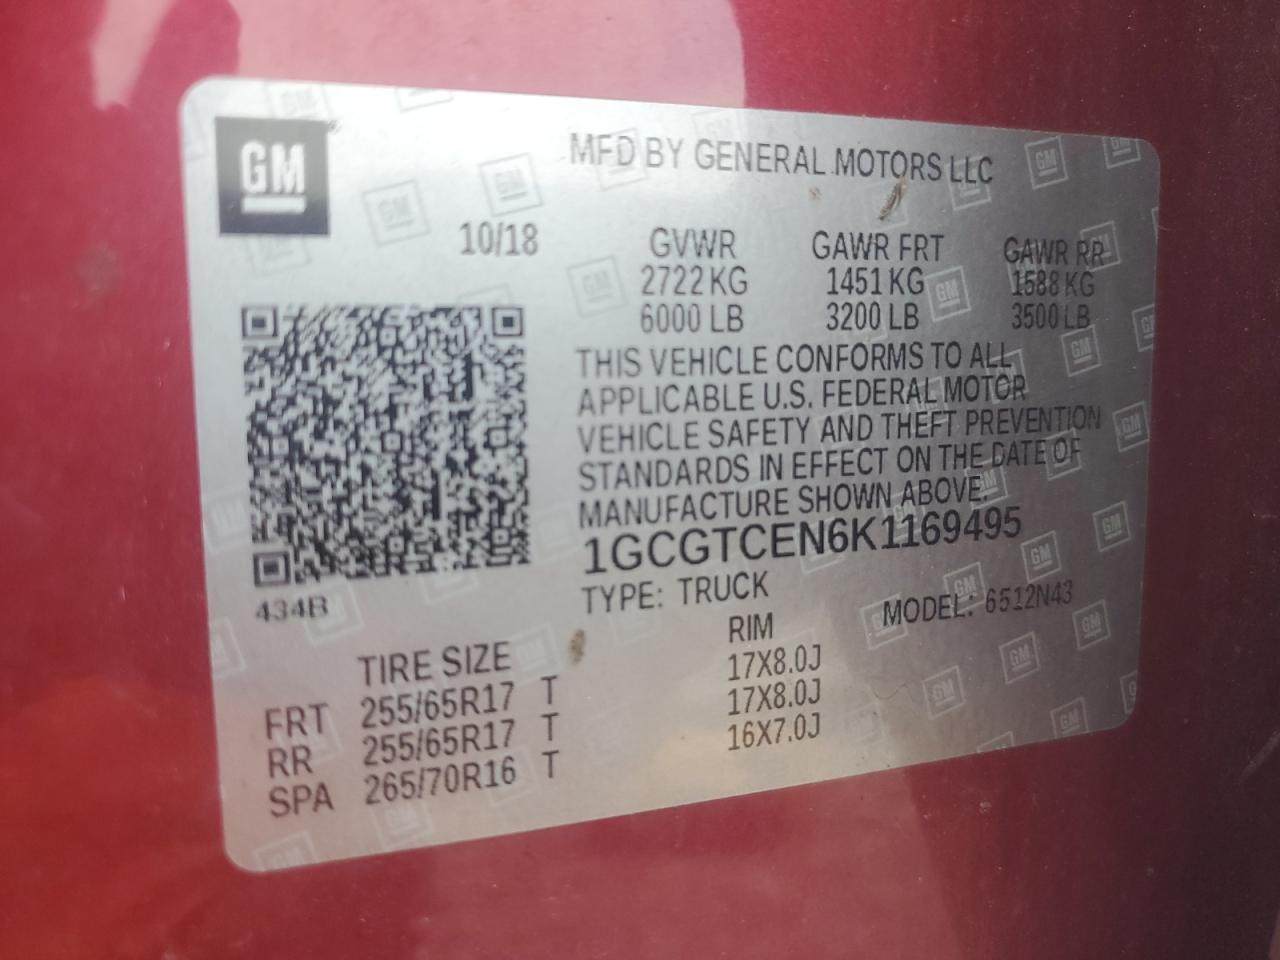 GM
MFD BY GENERAL MOTORS LLC
10/18 GVWR GAWR FRT GAWR RR
2722 KG 1451 KG 1588 KG
6000 LB 3200 LB 3500 LB
THIS VEHICLE CONFORMS TO ALL
APPLICABLE U.S. FEDERAL MOTOR
VEHICLE SAFETY AND THEFT PREVENTION
STANDARDS IN EFFECT ON THE DATE OF
MANUFACTURE SHOWN ABOVE.
1GCGTCEN6K1169495
434B
TYPE: TRUCK MODEL: 6512N43
TIRE SIZE RIM
FRT 255/65R17 T 17X8.0J
RR 255/65R17 T 17X8.0J
SPA 265/70R16 T 16X7.0J